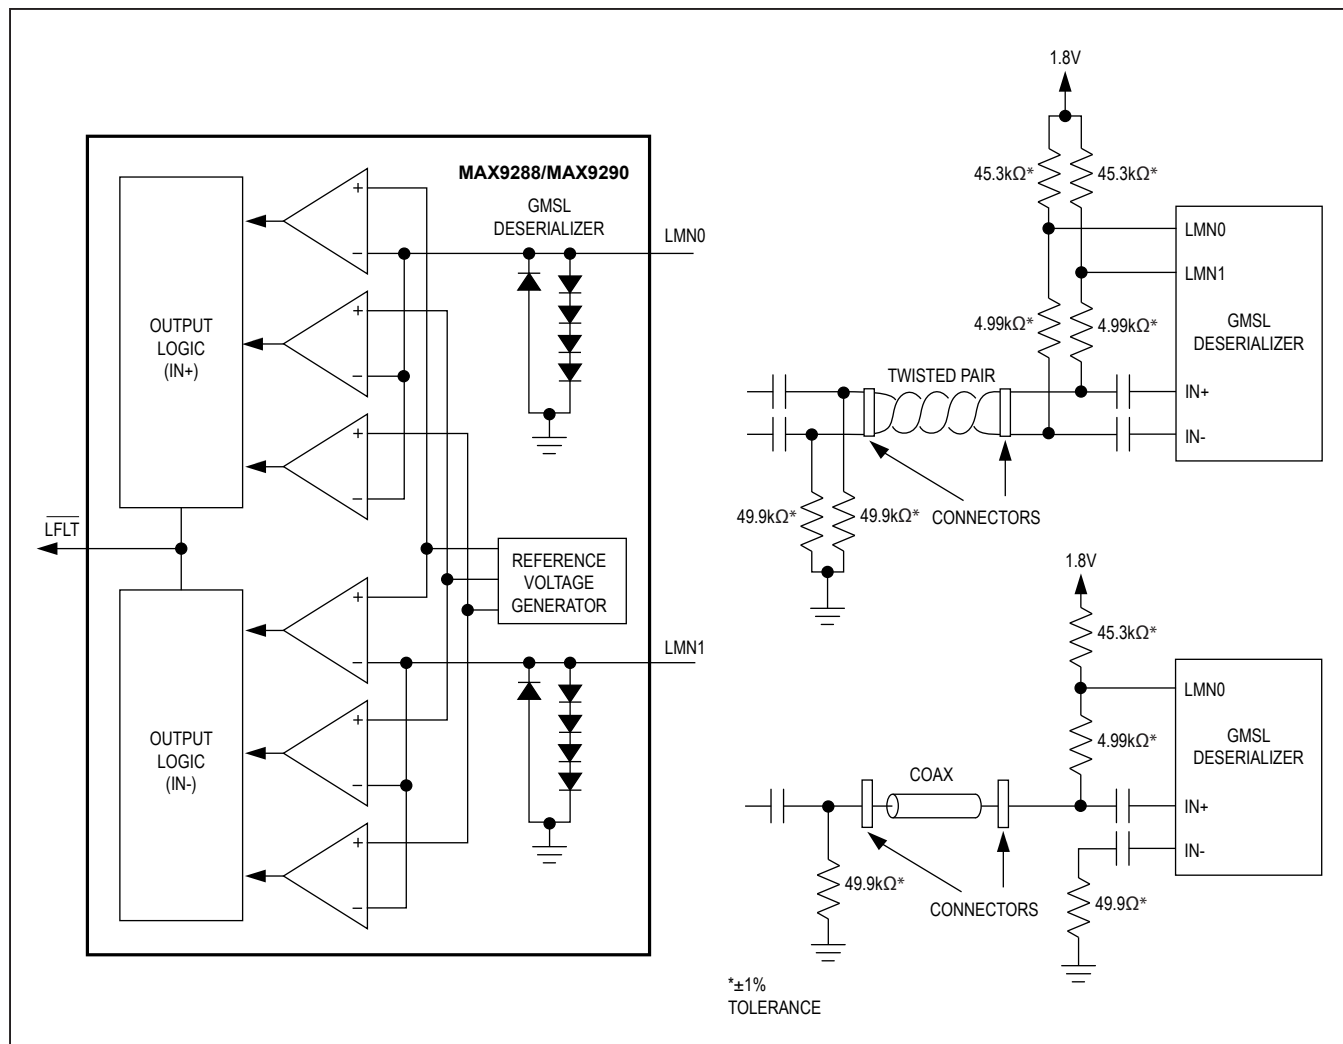 MAX9288/MAX9290
GMSL
DESERIALIZER
LMN0
+
−
+
−
+
−
OUTPUT
LOGIC
(IN+)
LFLT
REFERENCE
VOLTAGE
GENERATOR
LMN1
+
−
+
−
+
−
OUTPUT
LOGIC
(IN-)
1.8V
45.3kΩ*
45.3kΩ*
LMN0
LMN1
4.99kΩ*
4.99kΩ*
GMSL
DESERIALIZER
TWISTED PAIR
IN+
IN-
49.9kΩ*
49.9kΩ*
CONNECTORS
1.8V
45.3kΩ*
LMN0
4.99kΩ*
GMSL
DESERIALIZER
COAX
IN+
IN-
49.9kΩ*
CONNECTORS
49.9Ω*
*±1%
TOLERANCE